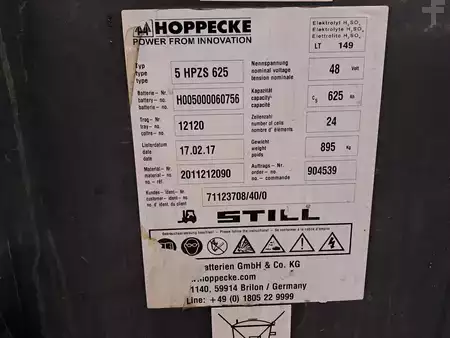 HOPPECKE
POWER FROM INNOVATION
Elektrolyt H₂SO₄
Elektrolyte H₂SO₄
Elettrolito H₂SO₄
LT 149
Typ
type
type
5 HPZS 625
Nennspannung
nominal voltage
tension nominale
48 Volt
Batterie - Nr.
battery - no.
batterie - no.
H005000060756
Kapazität
capacity
capacité
C₅ 625 Ah
Trog - Nr.
tray - no.
coffre - no.
12120
Zellenzahl
number of cells
nombre d' éléments
24
Lieferdatum
date
date
17.02.17
Gewicht
weight
poids
895 Kg
Material - Nr.
material - no.
material - no.
2011212090
Auftrags - Nr.
order - no.
no. - commande
904539
Kunden - Ident - Nr.
customer - ident - no.
no. d' ident. du client
71123708/40/0
STILL
atterien GmbH & Co. KG
hoppecke.com
1140, 59914 Brilon / Germany
Line: +49 (0) 1805 22 9999